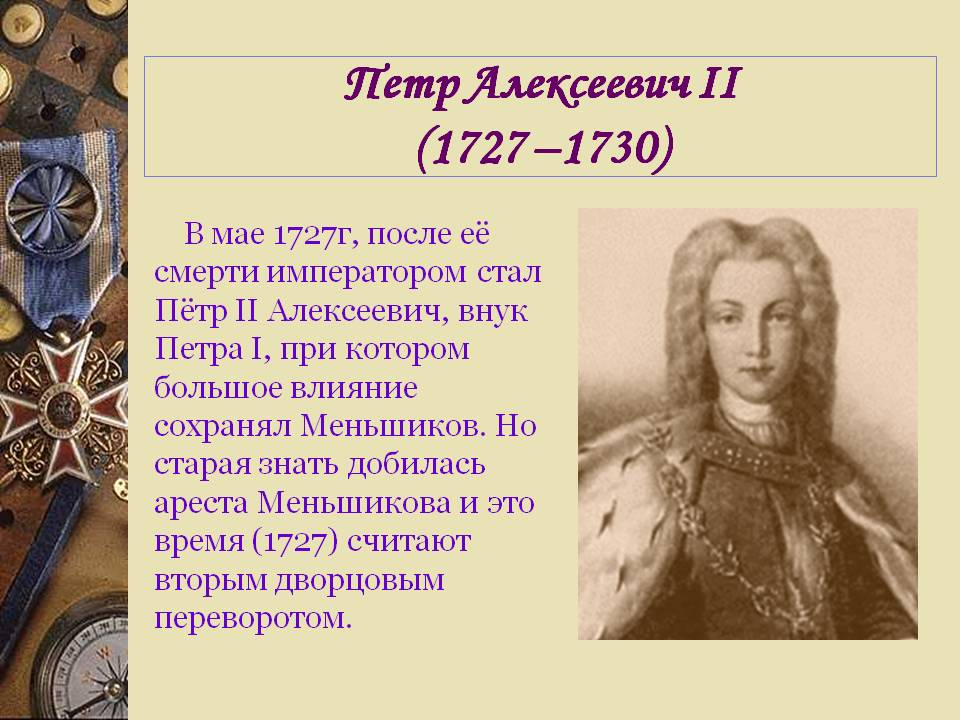 Петр Алексеевич II
(1727 –1730)
В мае 1727г, после её
смерти императором стал
Пётр II Алексеевич, внук
Петра I, при котором
большое влияние
сохранял Меньшиков. Но
старая знать добилась
ареста Меньшикова и это
время (1727) считают
вторым дворцовым
переворотом.